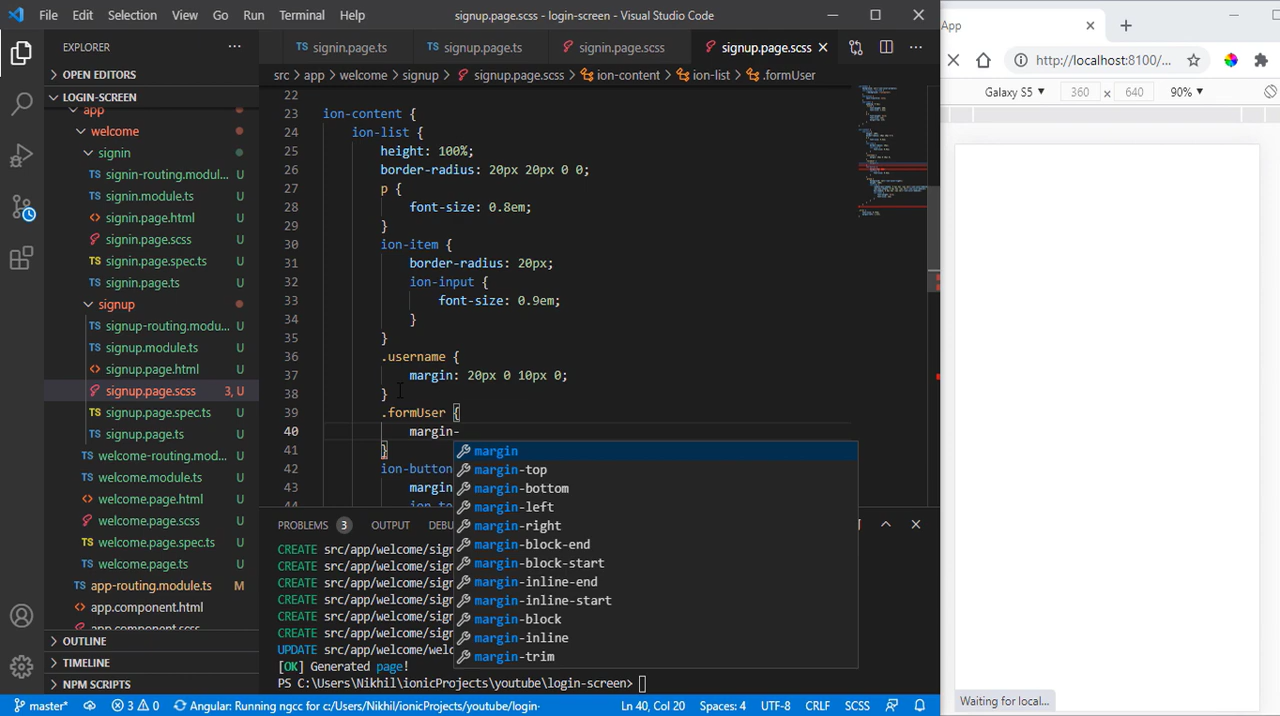 File Edit Selection View Go Run Terminal Help signup.page.scss - login-screen - Visual Studio Code
App
EXPLORER
signin.page.ts signup.page.ts signin.page.scss signup.page.scss
http://localhost:8100/...
OPEN EDITORS
src > app > welcome > signup > signup.page.scss > ion-content > ion-list > .formUser
LOGIN-SCREEN
Galaxy S5 360 x 640 90%
app
welcome
signin
signin-routing.modul... U
signin.module.ts U
signin.page.html U
signin.page.scss U
signin.page.spec.ts U
signin.page.ts U
signup
signup-routing.modu... U
signup.module.ts U
signup.page.html U
signup.page.scss 3, U
signup.page.spec.ts U
signup.page.ts U
welcome-routing.mod... U
welcome.module.ts U
welcome.page.html U
welcome.page.scss U
welcome.page.spec.ts U
welcome.page.ts U
app-routing.module.ts M
app.component.html
OUTLINE
TIMELINE
NPM SCRIPTS
22
23 ion-content {
24 ion-list {
25 height: 100%;
26 border-radius: 20px 20px 0 0;
27 p {
28 font-size: 0.8em;
29 }
30 ion-item {
31 border-radius: 20px;
32 ion-input {
33 font-size: 0.9em;
34 }
35 }
36 .username {
37 margin: 20px 0 10px 0;
38 }
39 .formUser {
40 margin-
41 }
42 ion-button
43 margin
margin
margin-top
margin-bottom
margin-left
margin-right
margin-block-end
margin-block-start
margin-inline-end
margin-inline-start
margin-block
margin-inline
margin-trim
PROBLEMS 3 OUTPUT DEBU
CREATE src/app/welcome/sig
CREATE src/app/welcome/sig
CREATE src/app/welcome/sig
CREATE src/app/welcome/sig
CREATE src/app/welcome/sig
UPDATE src/app/welcome/wel
[OK] Generated page!
PS C:\Users\Nikhil\ionicProjects\youtube\login-screen>
Waiting for local...
master* 3 0 Angular: Running ngcc for c:/Users/Nikhil/ionicProjects/youtube/login- Ln 40, Col 20 Spaces: 4 UTF-8 CRLF SCSS